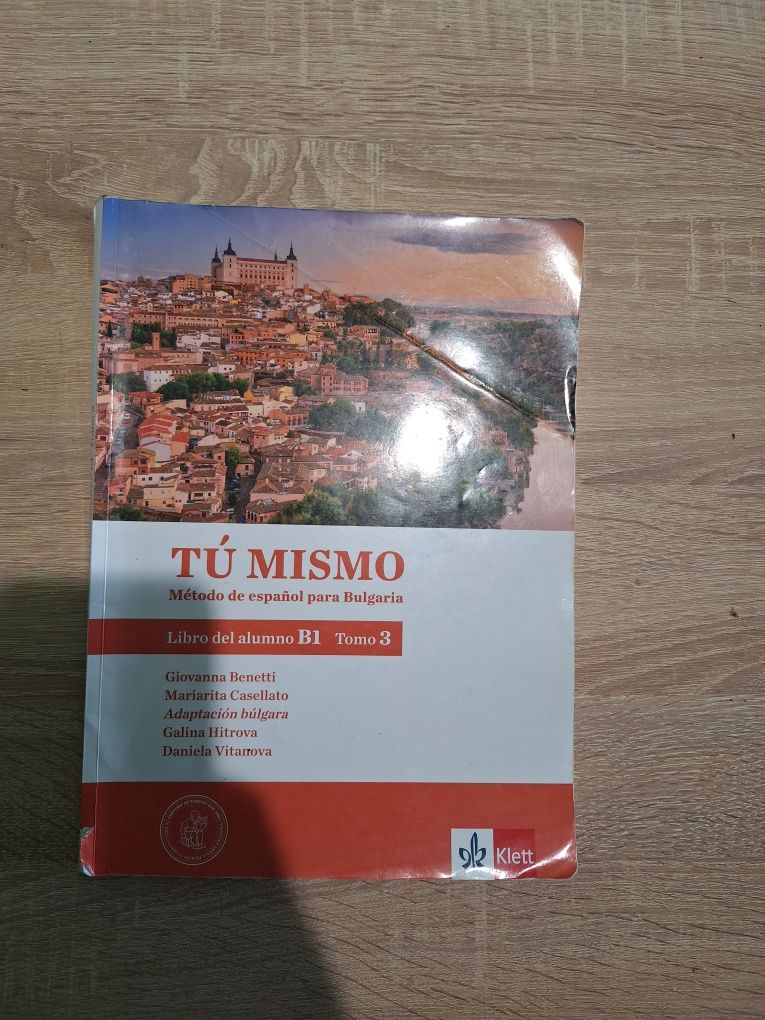 TÚ MISMO
Método de español para Bulgaria
Libro del alumno B1 Tomo 3
Giovanna Benetti
Mariarita Casellato
Adaptación búlgara
Galina Hitrova
Daniela Vitanova
Klett